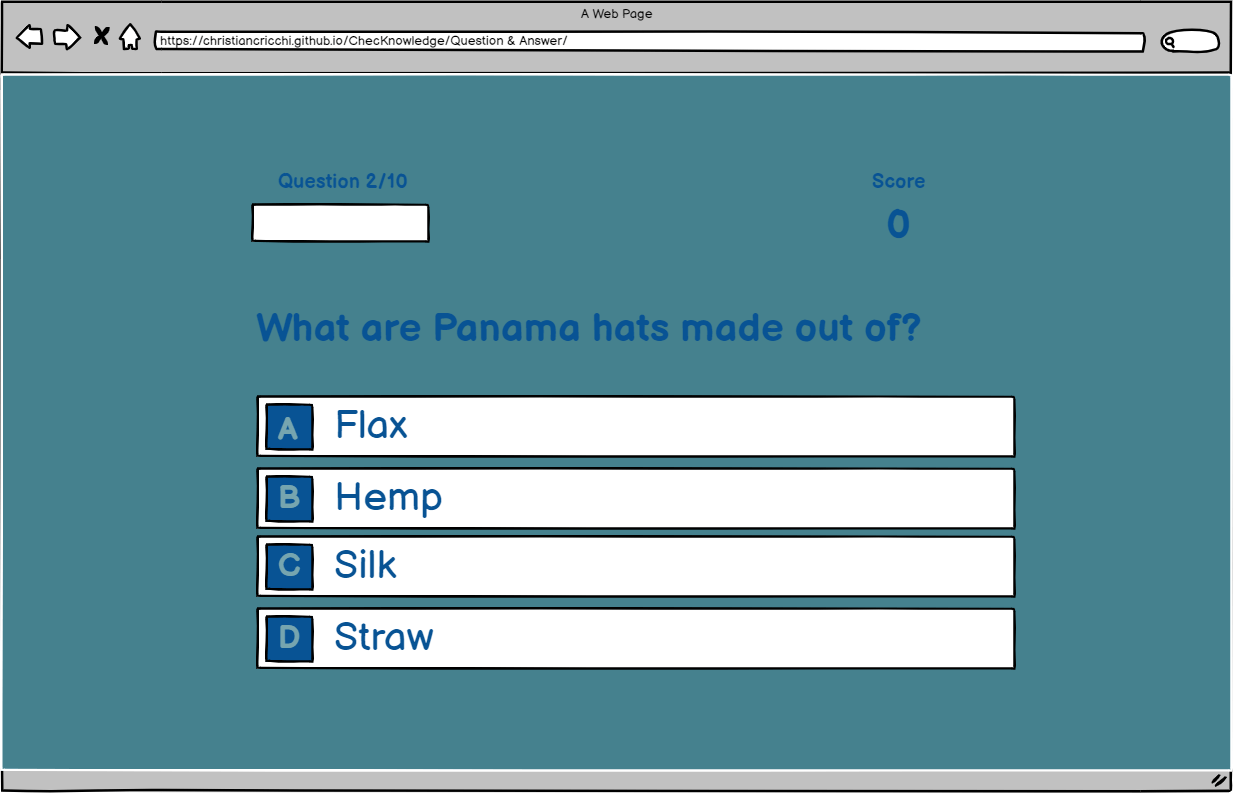 A Web Page
https://christiancricchi.github.io/ChecKnowledge/Question & Answer/
Question 2/10
Score
0
What are Panama hats made out of?
A Flax
B Hemp
C Silk
D Straw